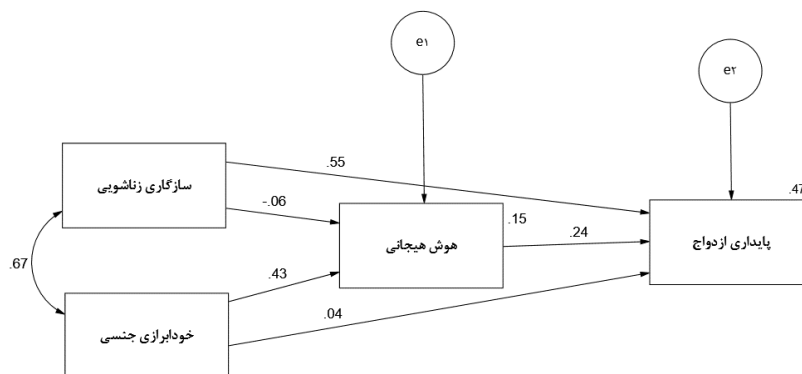 e۱
e۲
.55
.47
سازگاری زناشویی
-.06
.15
هوش هیجانی
.24
پایداری ازدواج
.67
.43
.04
خودابرازی جنسی